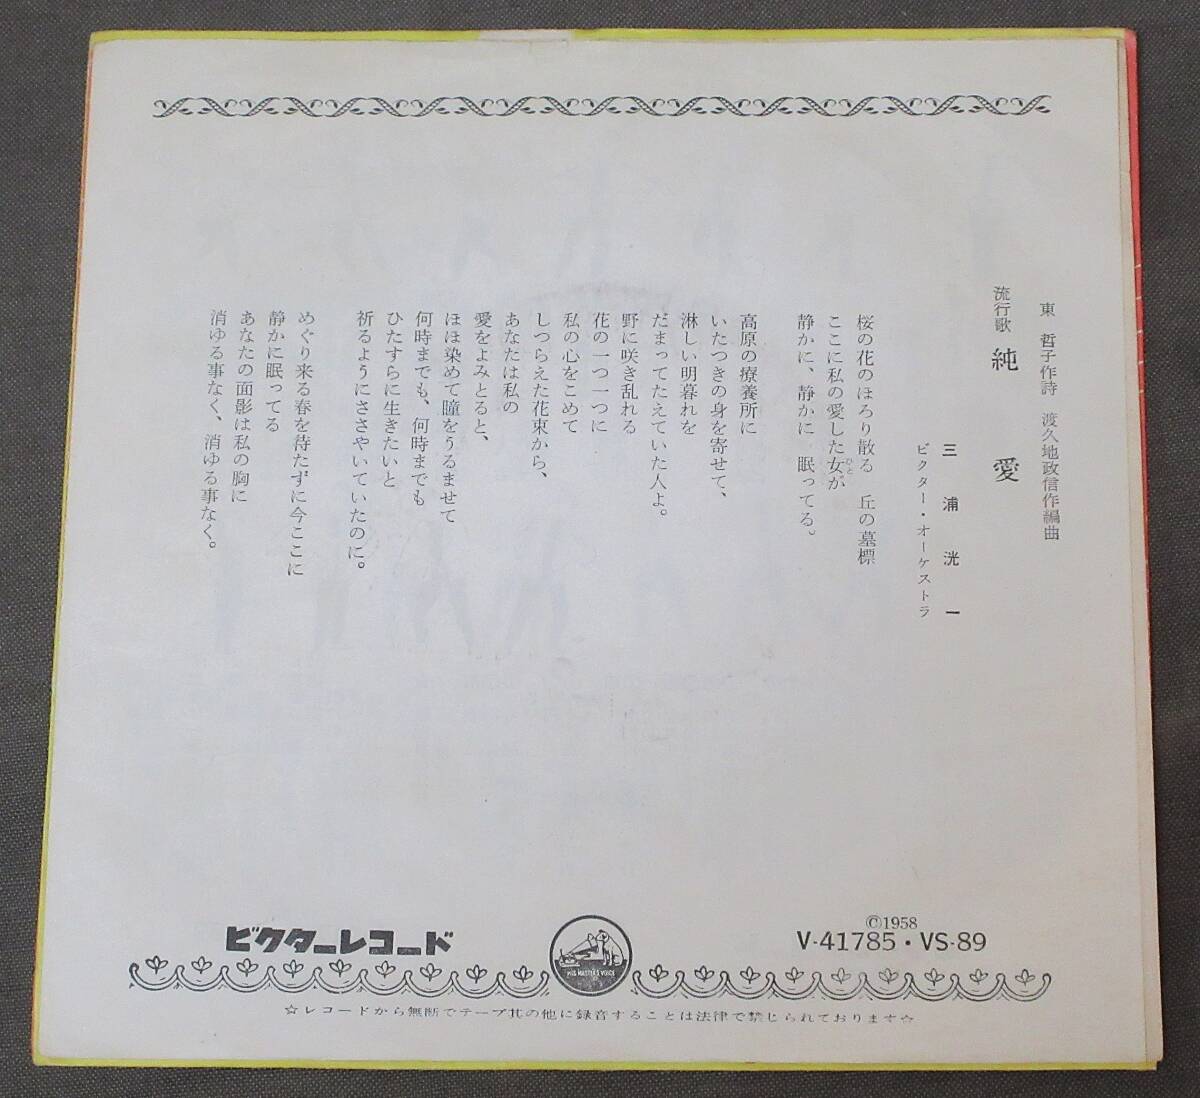 東 哲子作詩 渡久地政信作編曲
流行歌 純愛
三浦洸一
ビクター・オーケストラ
桜の花のほろり散る 丘の墓標
ここに私の愛した女(ひと)が
静かに、静かに 眠ってる。
高原の療養所に
いたつきの身を寄せて、
淋しい明暮れを
だまってたえていた人よ。
野に咲き乱れる
花の一つ一つに
私の心をこめて
しつらえた花束から、
あなたは私の
愛をよみとると、
ほほ染めて瞳をうるませて
何時までも、何時までも
ひたすらに生きたいと
祈るようにささやいていたのに。
めぐり来る春を待たずに今ここに
静かに眠ってる
あなたの面影は私の胸に
消ゆる事なく、消ゆる事なく。
©1958
ビクターレコード
HIS MASTER'S VOICE
V-41785・VS-89
☆レコードから無断でテープ其の他に録音することは法律で禁じられております☆